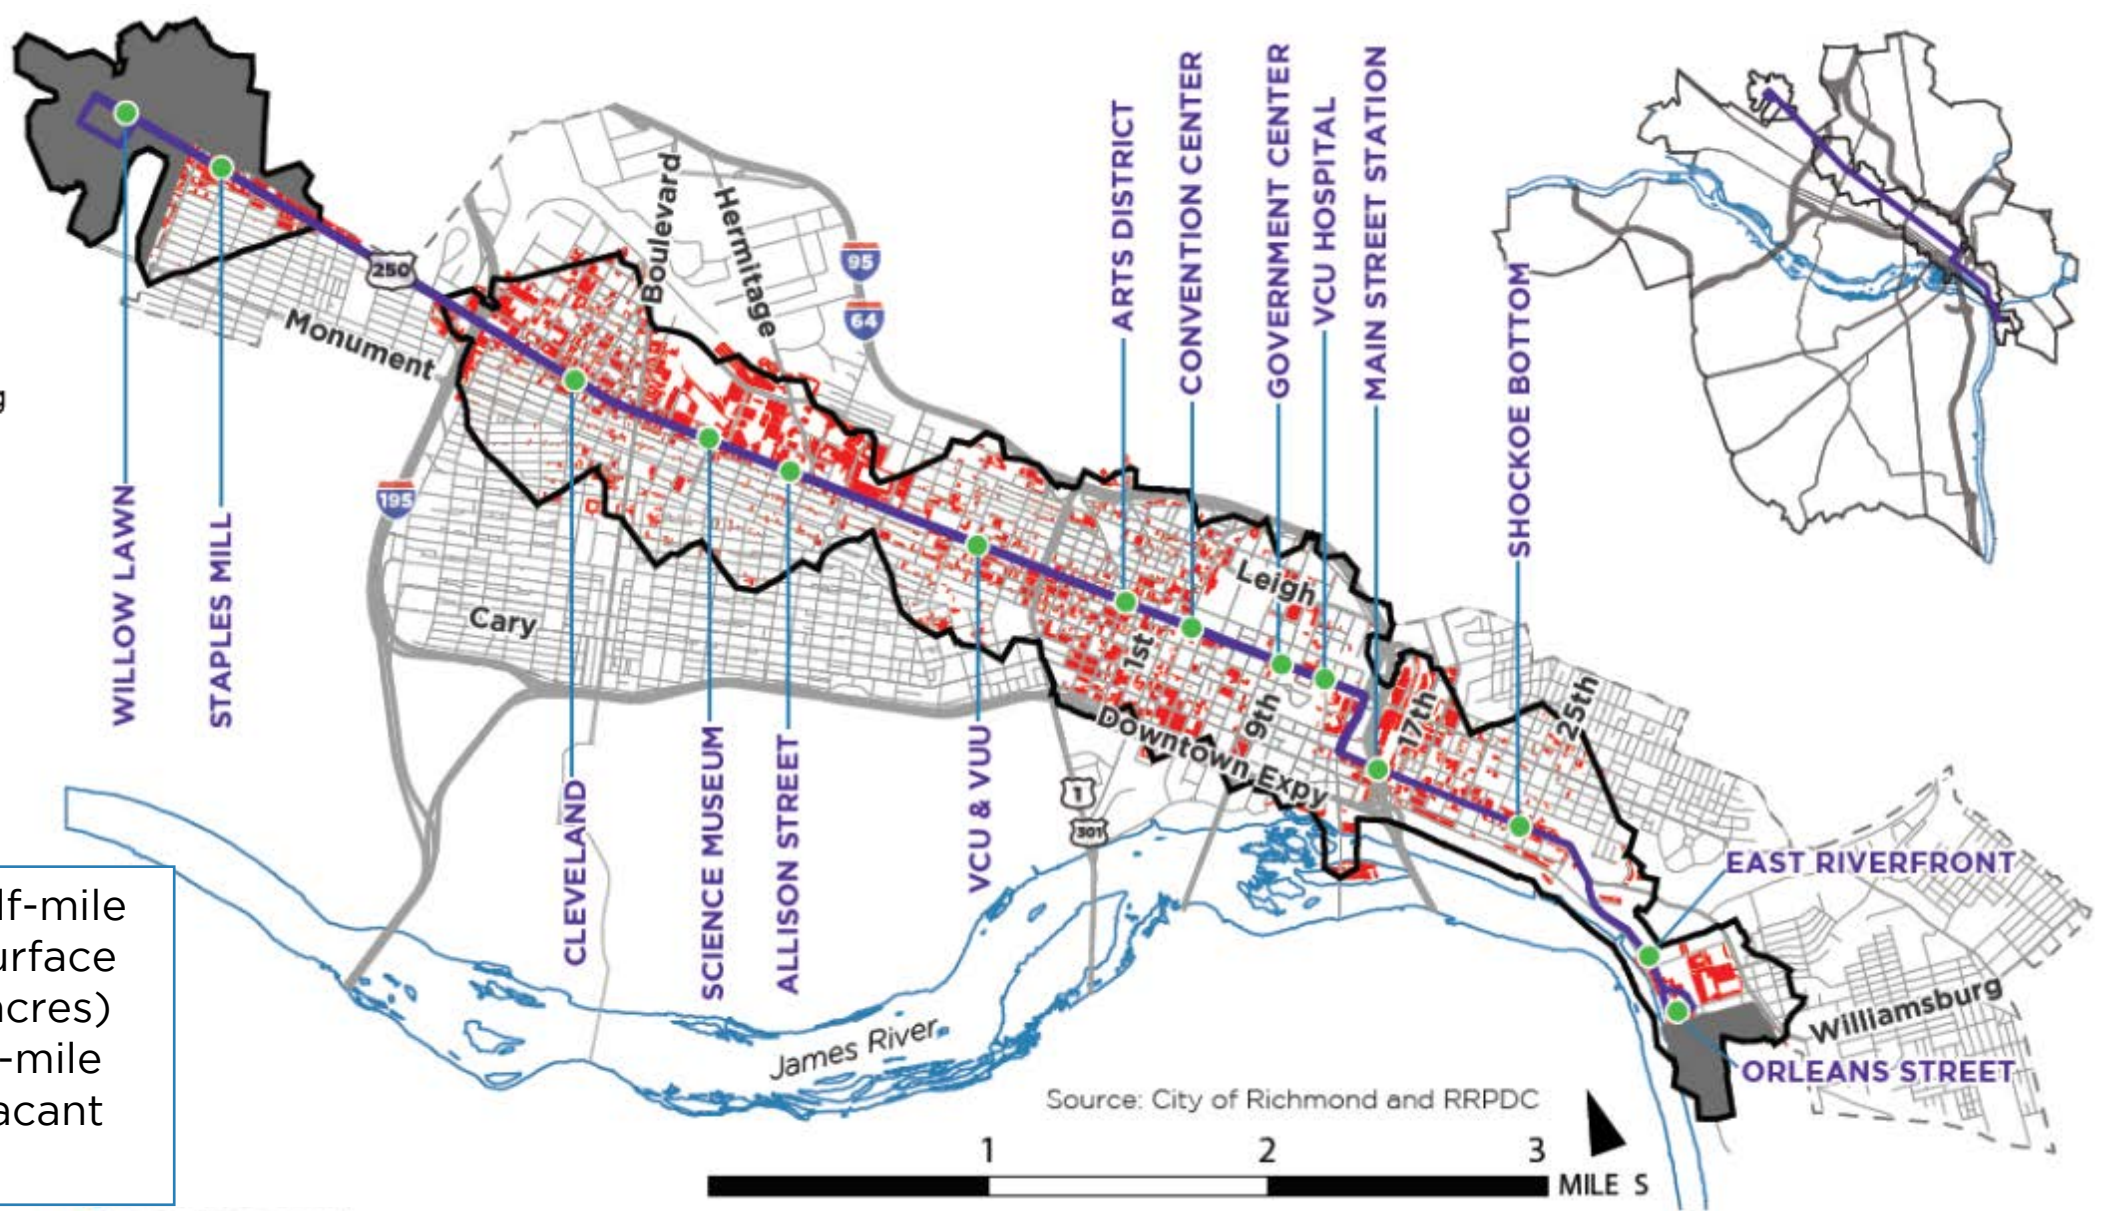 ARTS DISTRICT
CONVENTION CENTER
GOVERNMENT CENTER
VCU HOSPITAL
MAIN STREET STATION
SHOCKOE BOTTOM
Boulevard
Hermitage
95
64
250
Monument
195
WILLOW LAWN
STAPLES MILL
Cary
CLEVELAND
SCIENCE MUSEUM
ALLISON STREET
VCU & VUU
Leigh
1st
9th
17th
25th
Downtown Expy
1
301
EAST RIVERFRONT
Williamsburg
ORLEANS STREET
James River
lf-mile
urface
acres)
-mile
acant
Source: City of Richmond and RRPDC
1 2 3
MILE S